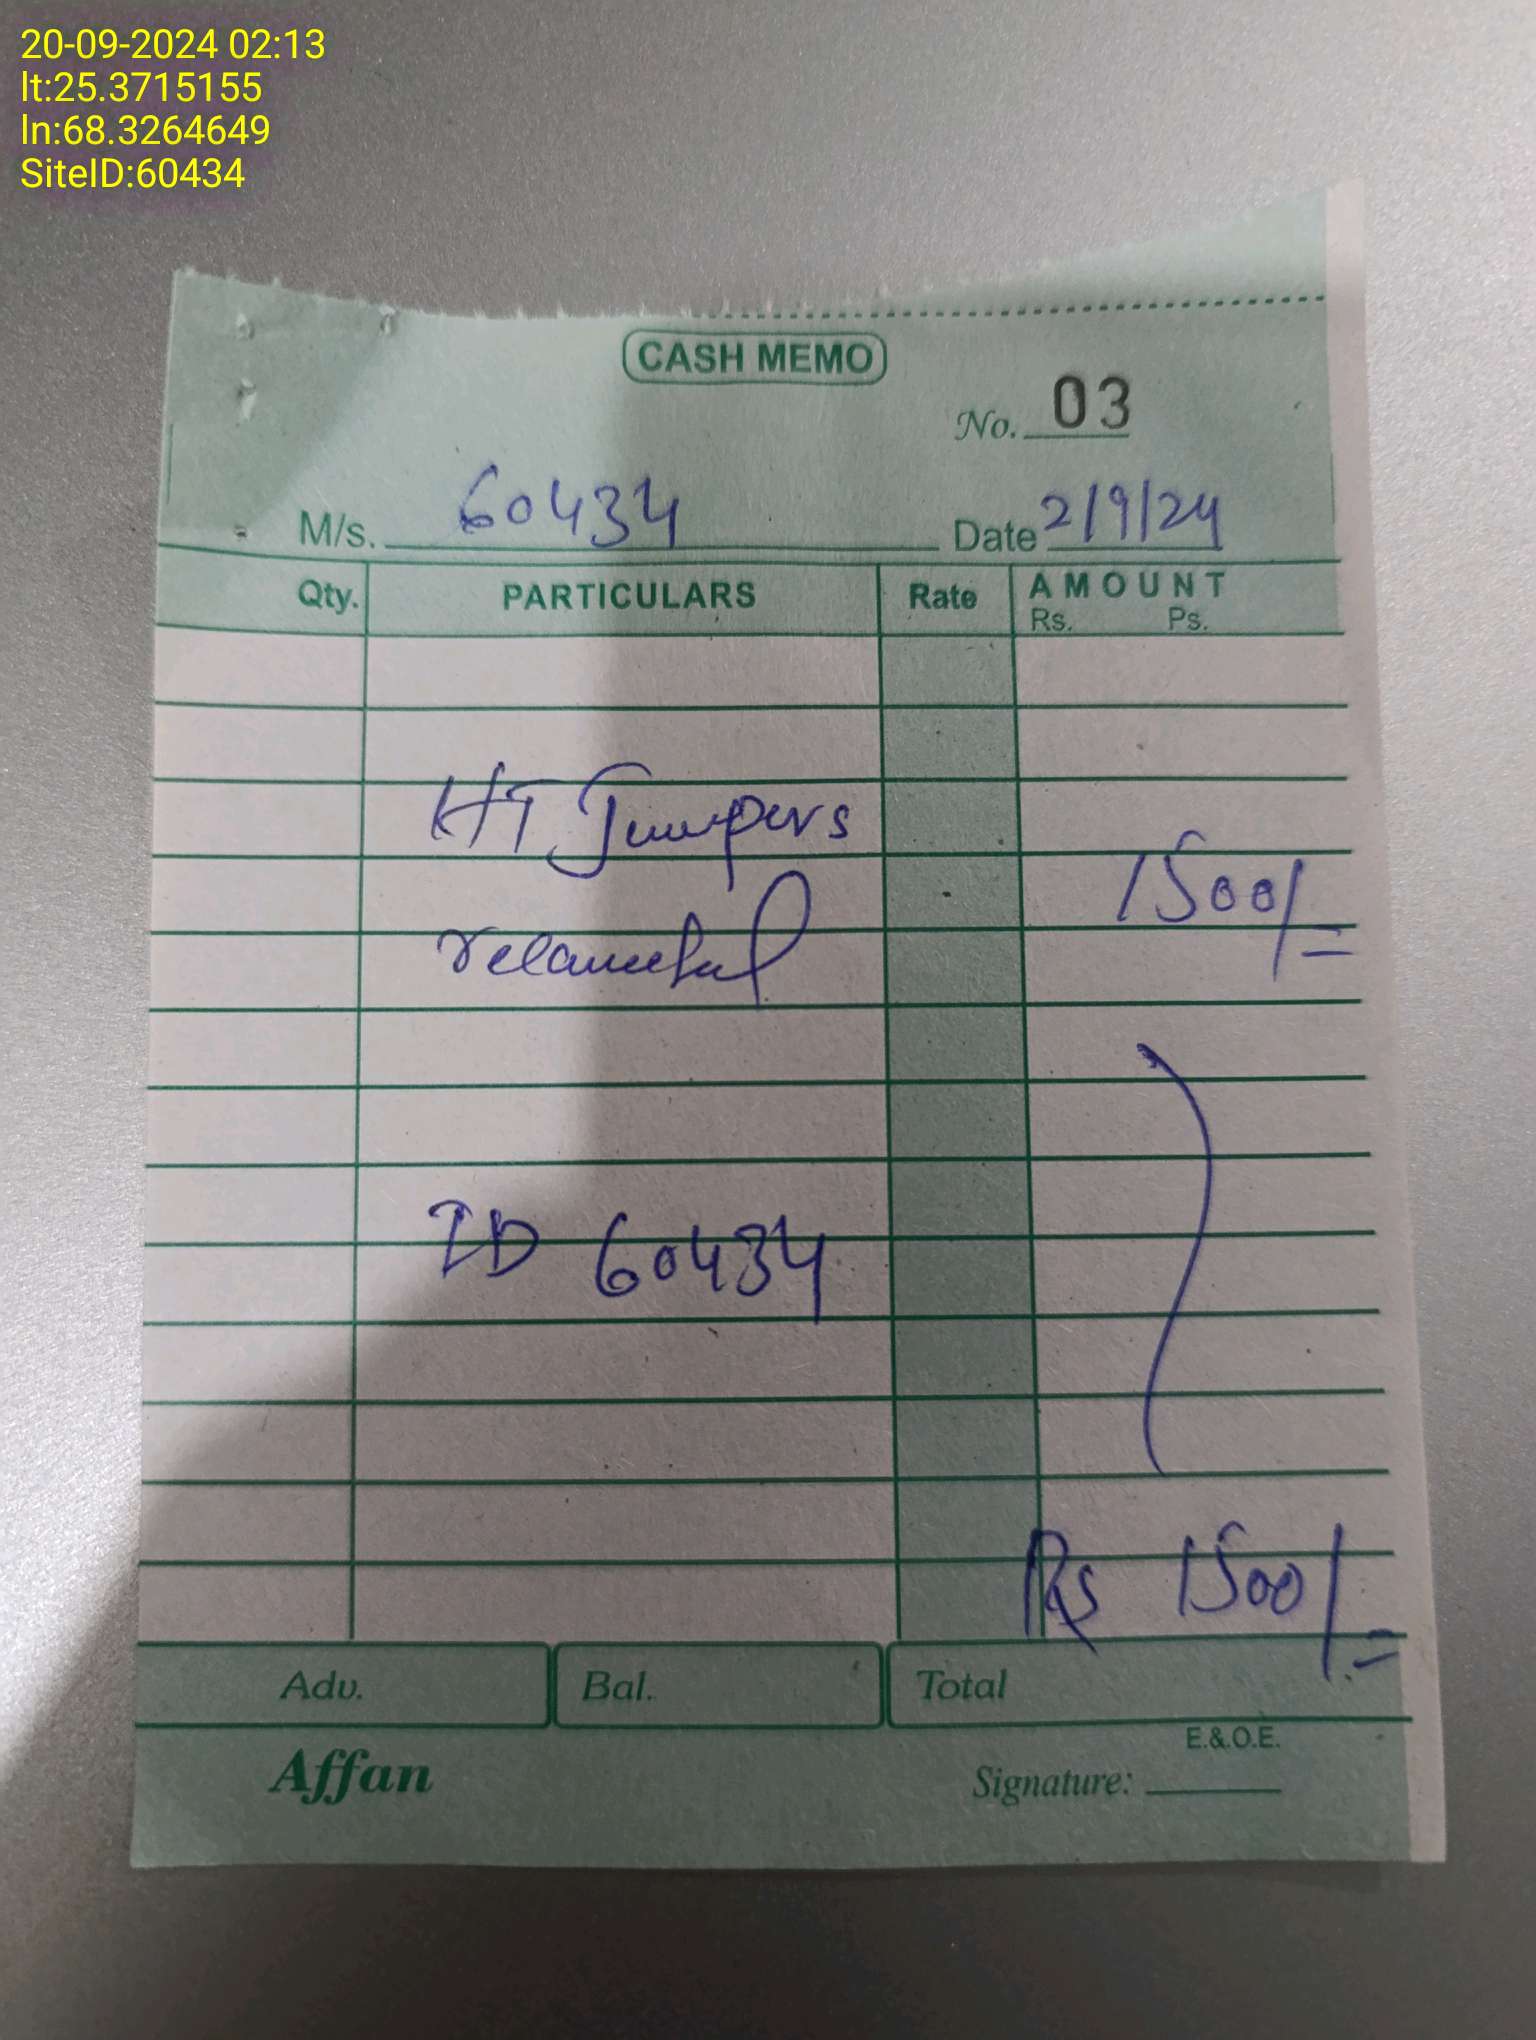 20-09-2024 02:13
lt:25.3715155
ln:68.3264649
SiteID:60434
CASH MEMO
No. 03
M/s. 60434 Date 2/9/24
Qty. PARTICULARS Rate AMOUNT
Rs. Ps.
HT Jumpers
1500/=
ID 60434
Rs 1500/=
Adv. Bal. Total
E.&.O.E.
Affan Signature: